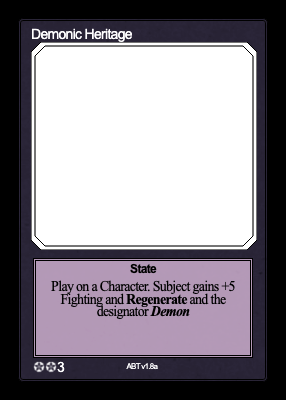 Demonic Heritage
State
Play on a Character. Subject gains +5
Fighting and Regenerate and the
designator Demon
3
ABT v1.8a